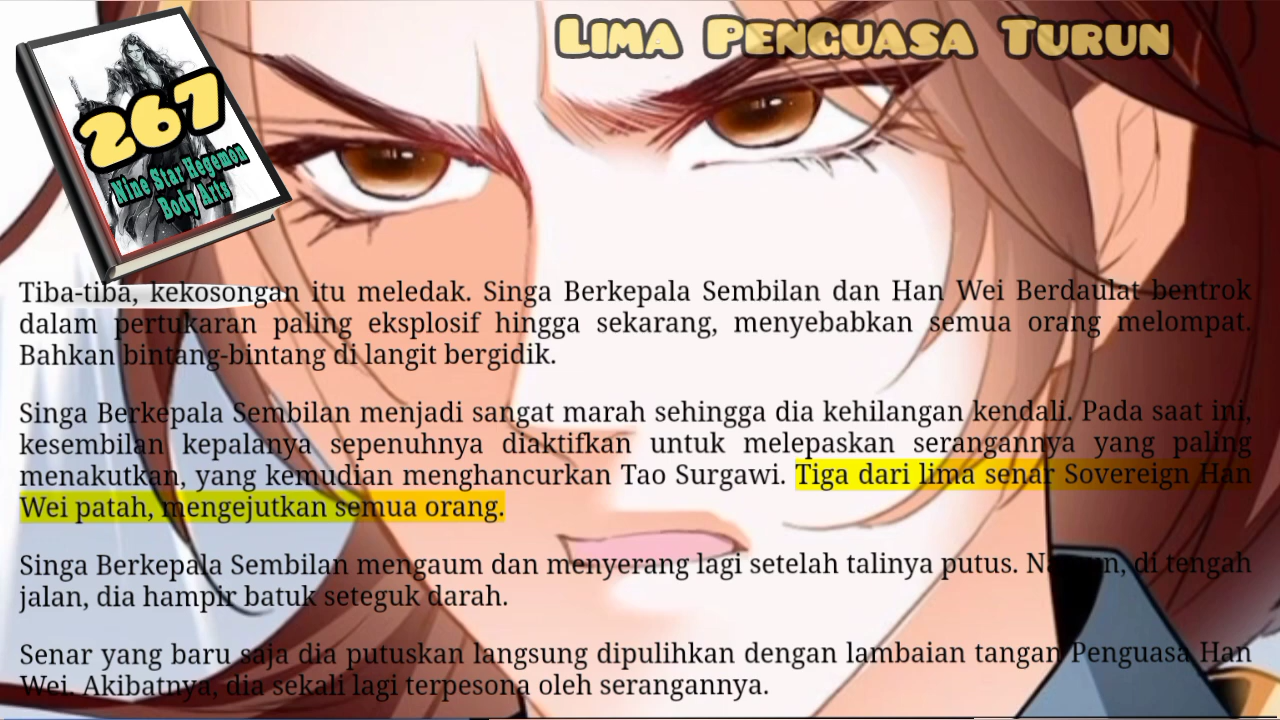 LIMA PENGUASA TURUN
267
Nine Star Hegemon
Body Arts
Tiba-tiba, kekosongan itu meledak. Singa Berkepala Sembilan dan Han Wei Berdaulat bentrok
dalam pertukaran paling eksplosif hingga sekarang, menyebabkan semua orang melompat.
Bahkan bintang-bintang di langit bergidik.
Singa Berkepala Sembilan menjadi sangat marah sehingga dia kehilangan kendali. Pada saat ini,
kesembilan kepalanya sepenuhnya diaktifkan untuk melepaskan serangannya yang paling
menakutkan, yang kemudian menghancurkan Tao Surgawi. Tiga dari lima senar Sovereign Han
Wei patah, mengejutkan semua orang.
Singa Berkepala Sembilan mengaum dan menyerang lagi setelah talinya putus. Namun, di tengah
jalan, dia hampir batuk seteguk darah.
Senar yang baru saja dia putuskan langsung dipulihkan dengan lambaian tangan Penguasa Han
Wei. Akibatnya, dia sekali lagi terpesona oleh serangannya.